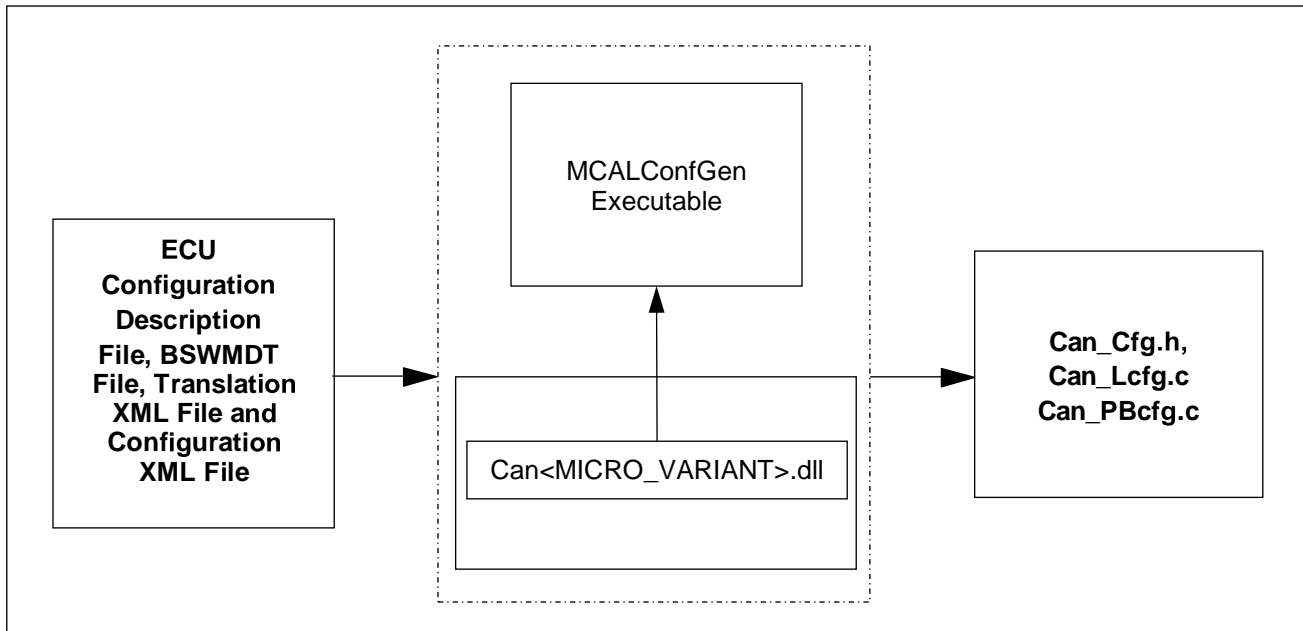 ECU
Configuration
Description
File, BSWMDT
File, Translation
XML File and
Configuration
XML File
MCALConfGen
Executable
Can<MICRO_VARIANT>.dll
Can_Cfg.h,
Can_Lcfg.c
Can_PBcfg.c